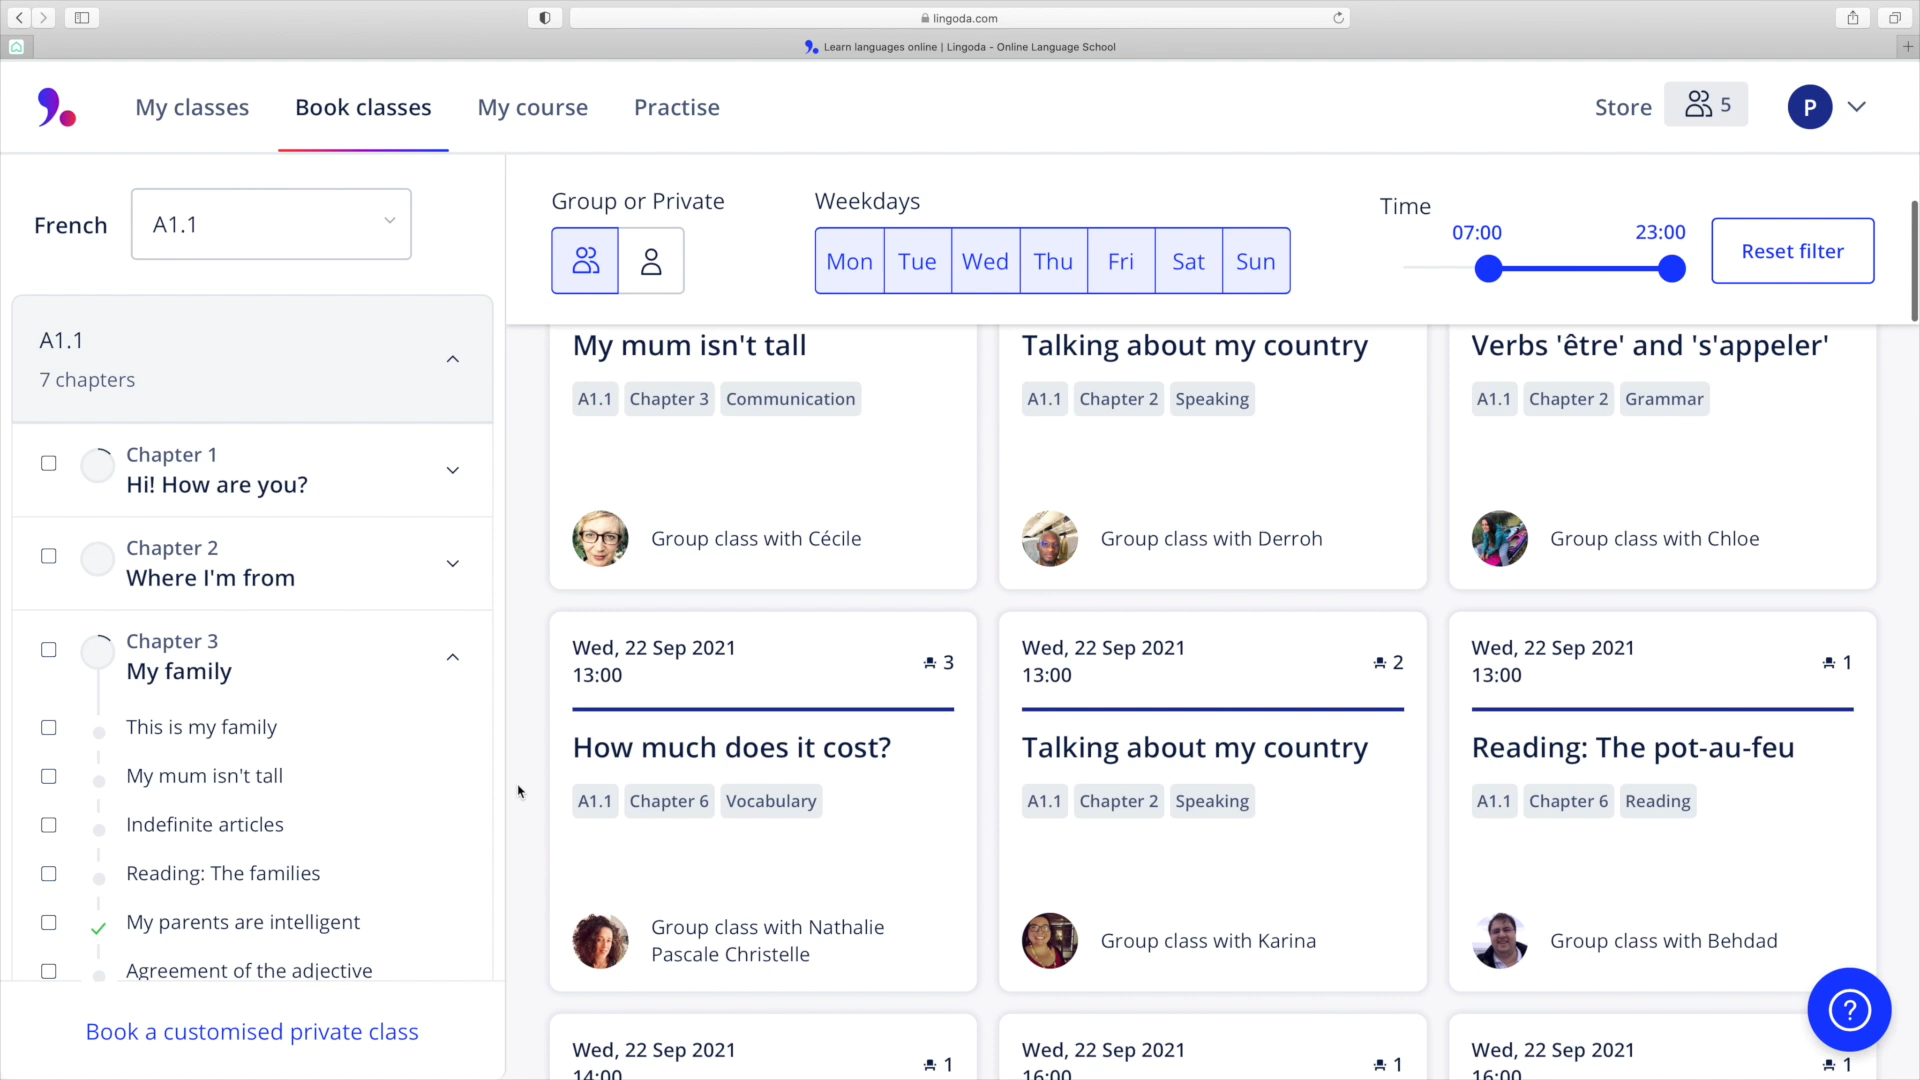 lingoda.com
Learn languages online | Lingoda - Online Language School
My classes
Book classes
My course
Practise
Store
5
P
French
A1.1
Group or Private
Weekdays
Mon
Tue
Wed
Thu
Fri
Sat
Sun
Time
07:00
23:00
Reset filter
A1.1
7 chapters
Chapter 1
Hi! How are you?
Chapter 2
Where I'm from
Chapter 3
My family
This is my family
My mum isn't tall
Indefinite articles
Reading: The families
My parents are intelligent
Agreement of the adjective
Book a customised private class
My mum isn't tall
A1.1
Chapter 3
Communication
Group class with Cécile
Talking about my country
A1.1
Chapter 2
Speaking
Group class with Derroh
Verbs 'être' and 's'appeler'
A1.1
Chapter 2
Grammar
Group class with Chloe
Wed, 22 Sep 2021
13:00
3
How much does it cost?
A1.1
Chapter 6
Vocabulary
Group class with Nathalie
Pascale Christelle
Wed, 22 Sep 2021
13:00
2
Talking about my country
A1.1
Chapter 2
Speaking
Group class with Karina
Wed, 22 Sep 2021
13:00
1
Reading: The pot-au-feu
A1.1
Chapter 6
Reading
Group class with Behdad
Wed, 22 Sep 2021
14:00
1
Wed, 22 Sep 2021
16:00
1
Wed, 22 Sep 2021
16:00
1
?